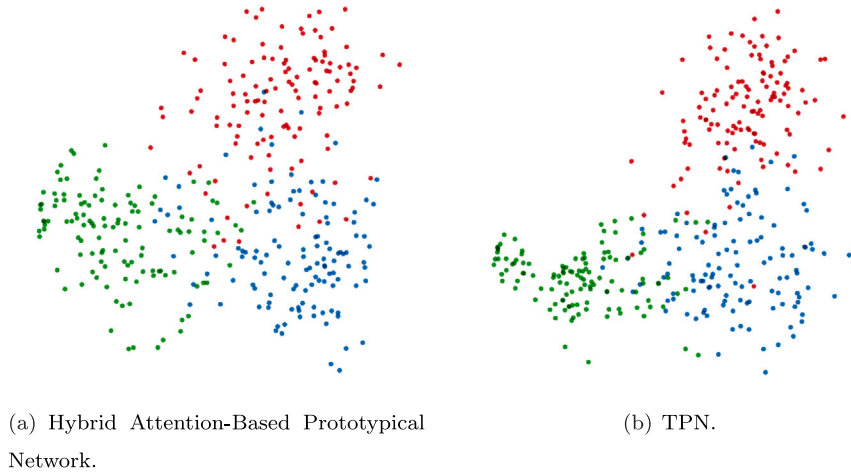 (a) Hybrid Attention-Based Prototypical
Network.
(b) TPN.